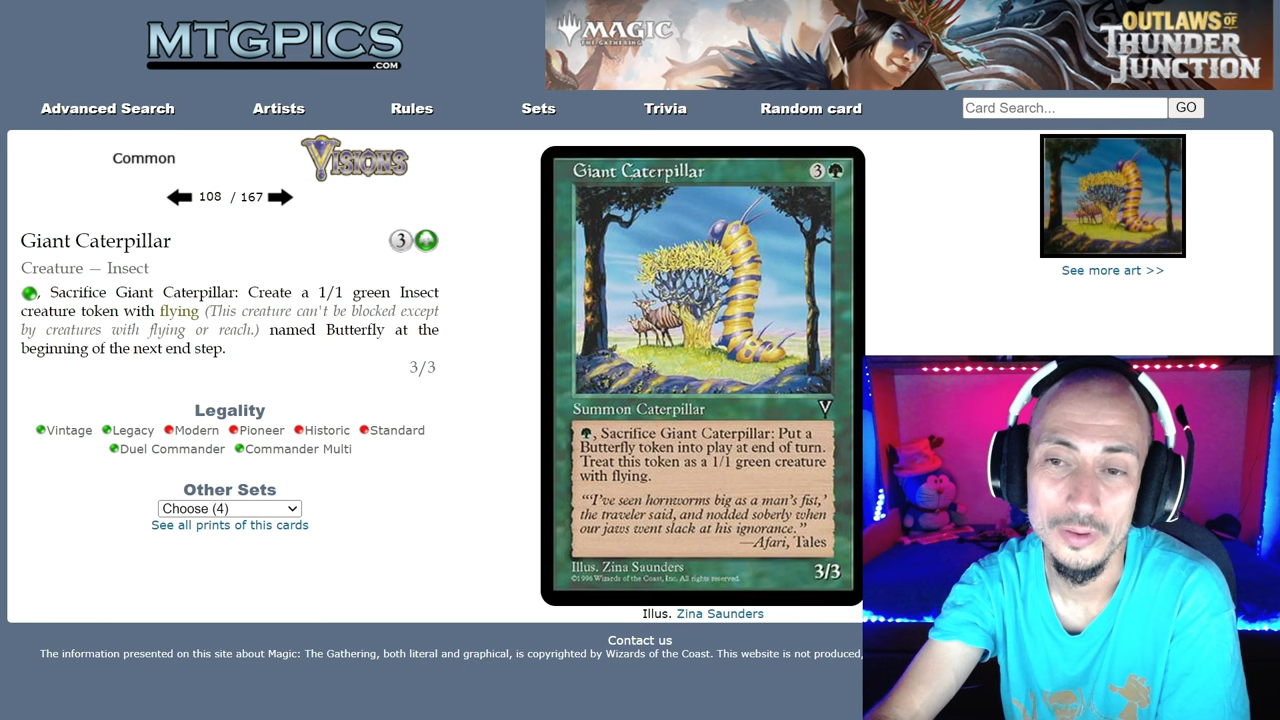 MTGPICS
.COM
MAGIC
THE GATHERING
OUTLAWS OF
THUNDER
JUNCTION
Advanced Search Artists Rules Sets Trivia Random card Card Search... GO
Common
VISIONS
108 / 167
Giant Caterpillar 3
Creature — Insect
, Sacrifice Giant Caterpillar: Create a 1/1 green Insect
creature token with flying (This creature can't be blocked except
by creatures with flying or reach.) named Butterfly at the
beginning of the next end step.
3/3
Legality
Vintage Legacy Modern Pioneer Historic Standard
Duel Commander Commander Multi
Other Sets
Choose (4)
See all prints of this cards
Giant Caterpillar 3
Summon Caterpillar V
, Sacrifice Giant Caterpillar: Put a
Butterfly token into play at end of turn.
Treat this token as a 1/1 green creature
with flying.
“‘I’ve seen hornworms big as a man’s fist,’
the traveler said, and nodded soberly when
our jaws went slack at his ignorance.”
—Afari, Tales
Illus. Zina Saunders
©1996 Wizards of the Coast, Inc. All rights reserved.
3/3
Illus. Zina Saunders
See more art >>
Contact us
The information presented on this site about Magic: The Gathering, both literal and graphical, is copyrighted by Wizards of the Coast. This website is not produced,